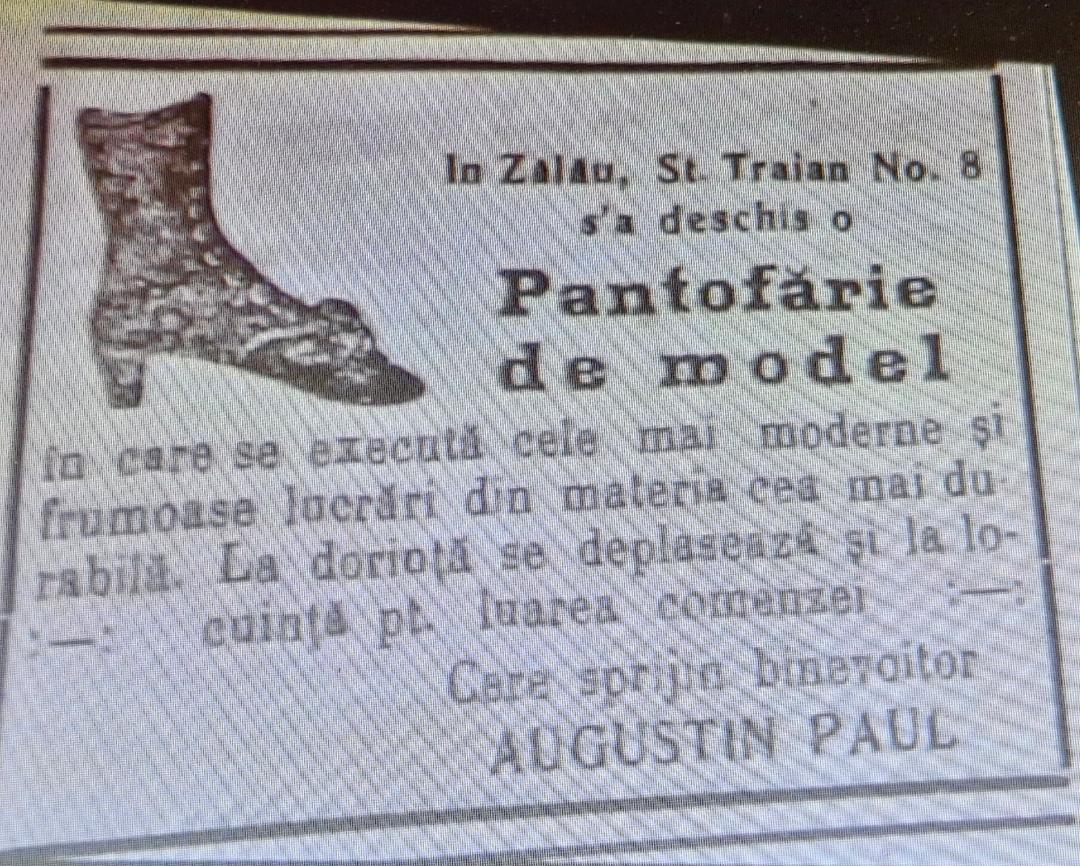 In Zalău, St. Traian No. 8
s'a deschis o
Pantofărie
de model
in care se execută cele mai moderne și
frumoase lucrări din materia cea mai du-
rabilă. La dorință se deplasează și la lo-
:—: cuință pt. luarea comenzei :—:
Cere sprijin binevoitor
AUGUSTIN PAUL